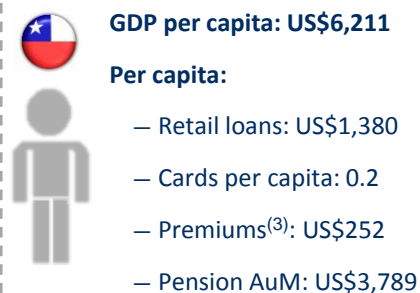 GDP per capita: US$6,211
Per capita:
— Retail loans: US$1,380
— Cards per capita: 0.2
— Premiums(3): US$252
— Pension AuM: US$3,789